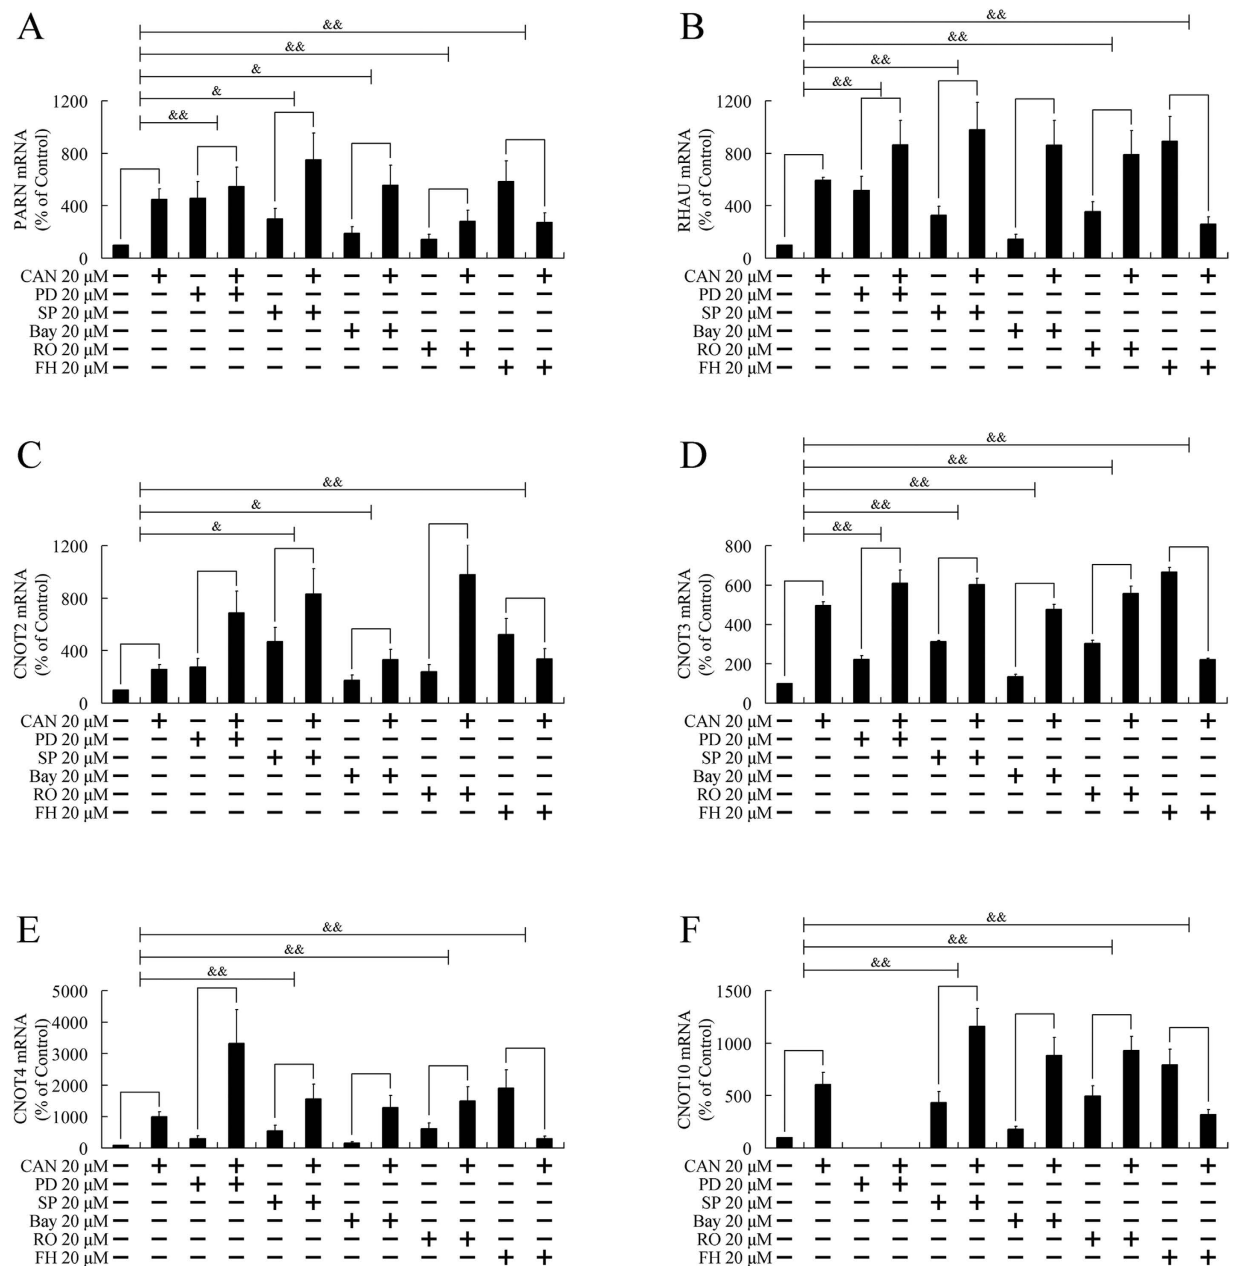 A
&&
&&
&
&
&&
PARN mRNA
(% of Control)
1200
800
400
0
CAN 20 μM − + − + − + − + − + − +
PD 20 μM − − + + − − − − − − − −
SP 20 μM − − − − + + − − − − − −
Bay 20 μM − − − − − − + + − − − −
RO 20 μM − − − − − − − − + + − −
FH 20 μM − − − − − − − − − − + +
B
&&
&&
&&
&&
RHAU mRNA
(% of Control)
1200
800
400
0
CAN 20 μM − + − + − + − + − + − +
PD 20 μM − − + + − − − − − − − −
SP 20 μM − − − − + + − − − − − −
Bay 20 μM − − − − − − + + − − − −
RO 20 μM − − − − − − − − + + − −
FH 20 μM − − − − − − − − − − + +
C
&&
&
&
CNOT2 mRNA
(% of Control)
1200
800
400
0
CAN 20 μM − + − + − + − + − + − +
PD 20 μM − − + + − − − − − − − −
SP 20 μM − − − − + + − − − − − −
Bay 20 μM − − − − − − + + − − − −
RO 20 μM − − − − − − − − + + − −
FH 20 μM − − − − − − − − − − + +
D
&&
&&
&&
&&
&&
CNOT3 mRNA
(% of Control)
800
600
400
200
0
CAN 20 μM − + − + − + − + − + − +
PD 20 μM − − + + − − − − − − − −
SP 20 μM − − − − + + − − − − − −
Bay 20 μM − − − − − − + + − − − −
RO 20 μM − − − − − − − − + + − −
FH 20 μM − − − − − − − − − − + +
E
&&
&&
&&
CNOT4 mRNA
(% of Control)
5000
4000
3000
2000
1000
0
CAN 20 μM − + − + − + − + − + − +
PD 20 μM − − + + − − − − − − − −
SP 20 μM − − − − + + − − − − − −
Bay 20 μM − − − − − − + + − − − −
RO 20 μM − − − − − − − − + + − −
FH 20 μM − − − − − − − − − − + +
F
&&
&&
&&
CNOT10 mRNA
(% of Control)
1500
1000
500
0
CAN 20 μM − + − + − + − + − + − +
PD 20 μM − − + + − − − − − − − −
SP 20 μM − − − − + + − − − − − −
Bay 20 μM − − − − − − + + − − − −
RO 20 μM − − − − − − − − + + − −
FH 20 μM − − − − − − − − − − + +